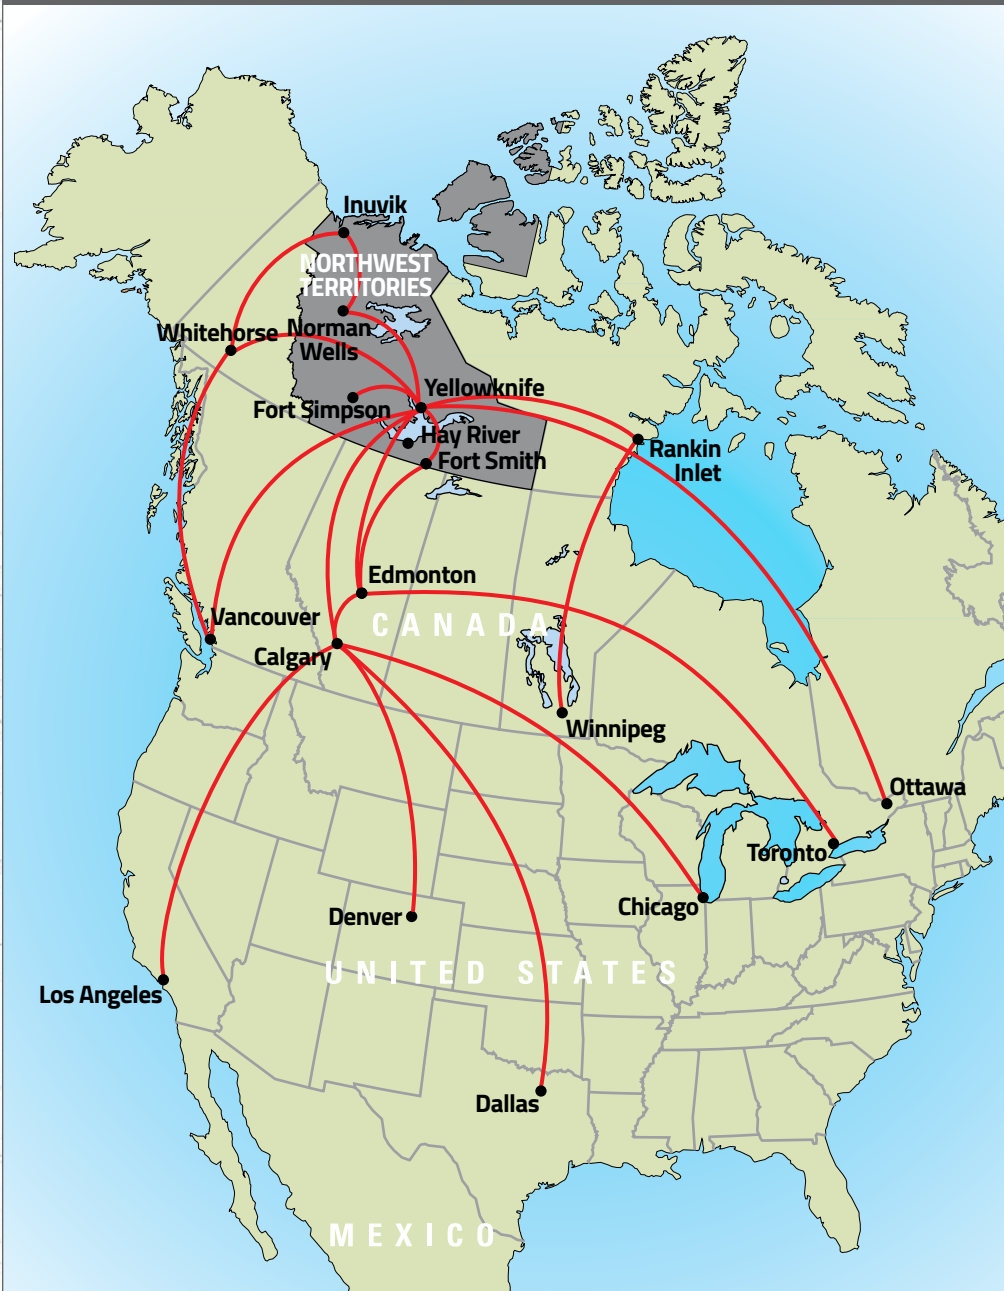 Inuvik
NORTHWEST
TERRITORIES
Whitehorse
Norman
Wells
Yellowknife
Fort Simpson
Hay River
Fort Smith
Rankin
Inlet
Edmonton
Vancouver
CANADA
Calgary
Winnipeg
Ottawa
Toronto
Chicago
Denver
UNITED STATES
Los Angeles
Dallas
MEXICO